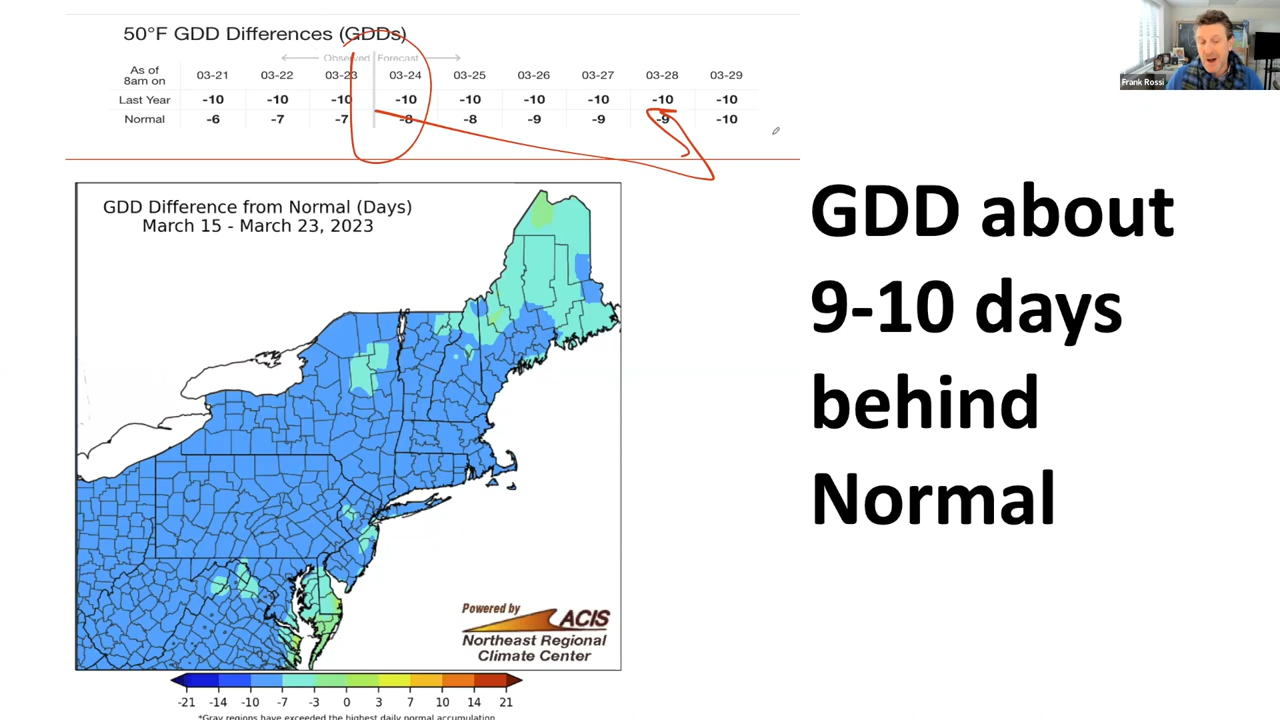 50°F GDD Differences (GDDs)
Observed Forecast
As of 8am on 03-21 03-22 03-23 03-24 03-25 03-26 03-27 03-28 03-29
Last Year -10 -10 -10 -10 -10 -10 -10 -10 -10
Normal -6 -7 -7 -8 -8 -9 -9 -9 -10
GDD Difference from Normal (Days)
March 15 - March 23, 2023
Powered by ACIS
Northeast Regional
Climate Center
-21 -14 -10 -7 -3 0 3 7 10 14 21
*Gray regions have exceeded the highest daily normal accumulation
GDD about
9-10 days
behind
Normal
Frank Rossi